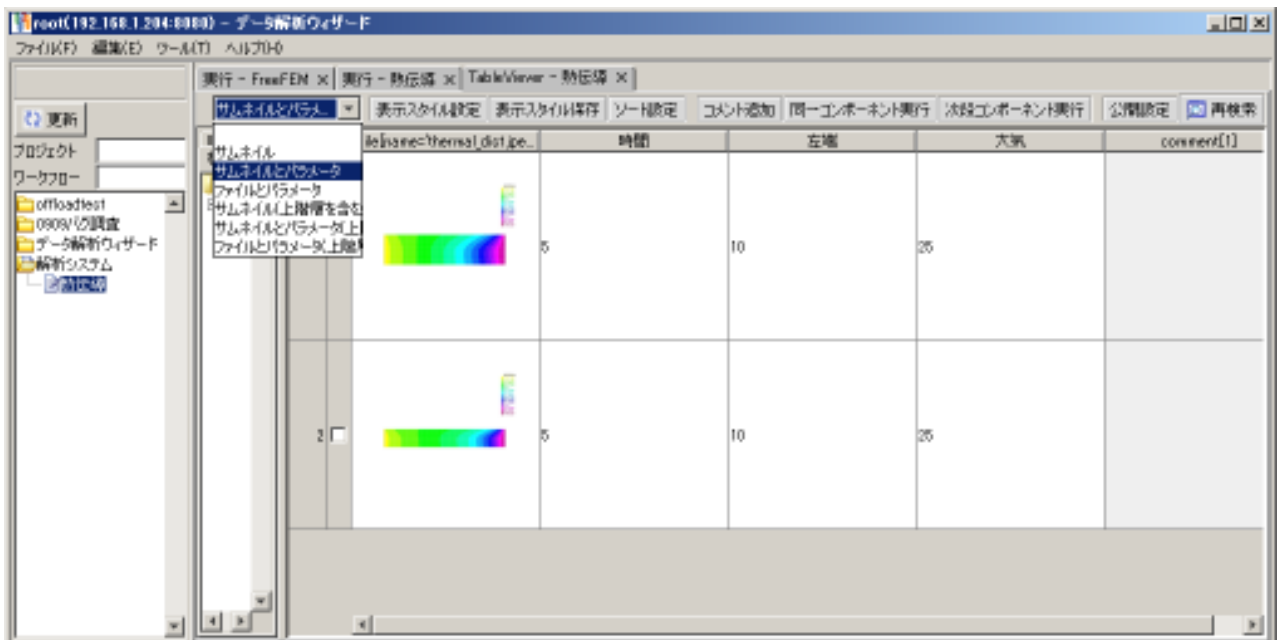 root(192.168.1.204:8080) - データ解析ウィザード
ファイル(F) 編集(E) ツール(T) ヘルプ(H)
実行 - FreeFEM × 実行 - 熱伝導 × TableViewer - 熱伝導 ×
更新
サムネイルとパラメ... 表示スタイル設定 表示スタイル保存 ソート設定 コメント追加 同一コンポーネント実行 次段コンポーネント実行 公開設定 再検索
プロジェクト
ワークフロー
offloadtest
0909バグ調査
データ解析ウィザード
解析システム
熱伝導
サムネイル
サムネイルとパラメータ
ファイルとパラメータ
サムネイル(上階層を含む
サムネイルとパラメータ(上
ファイルとパラメータ(上階層
ile[name='thermal_dist.jpe... 時間 左端 大気 comment[1]
5 10 25
2 5 10 25